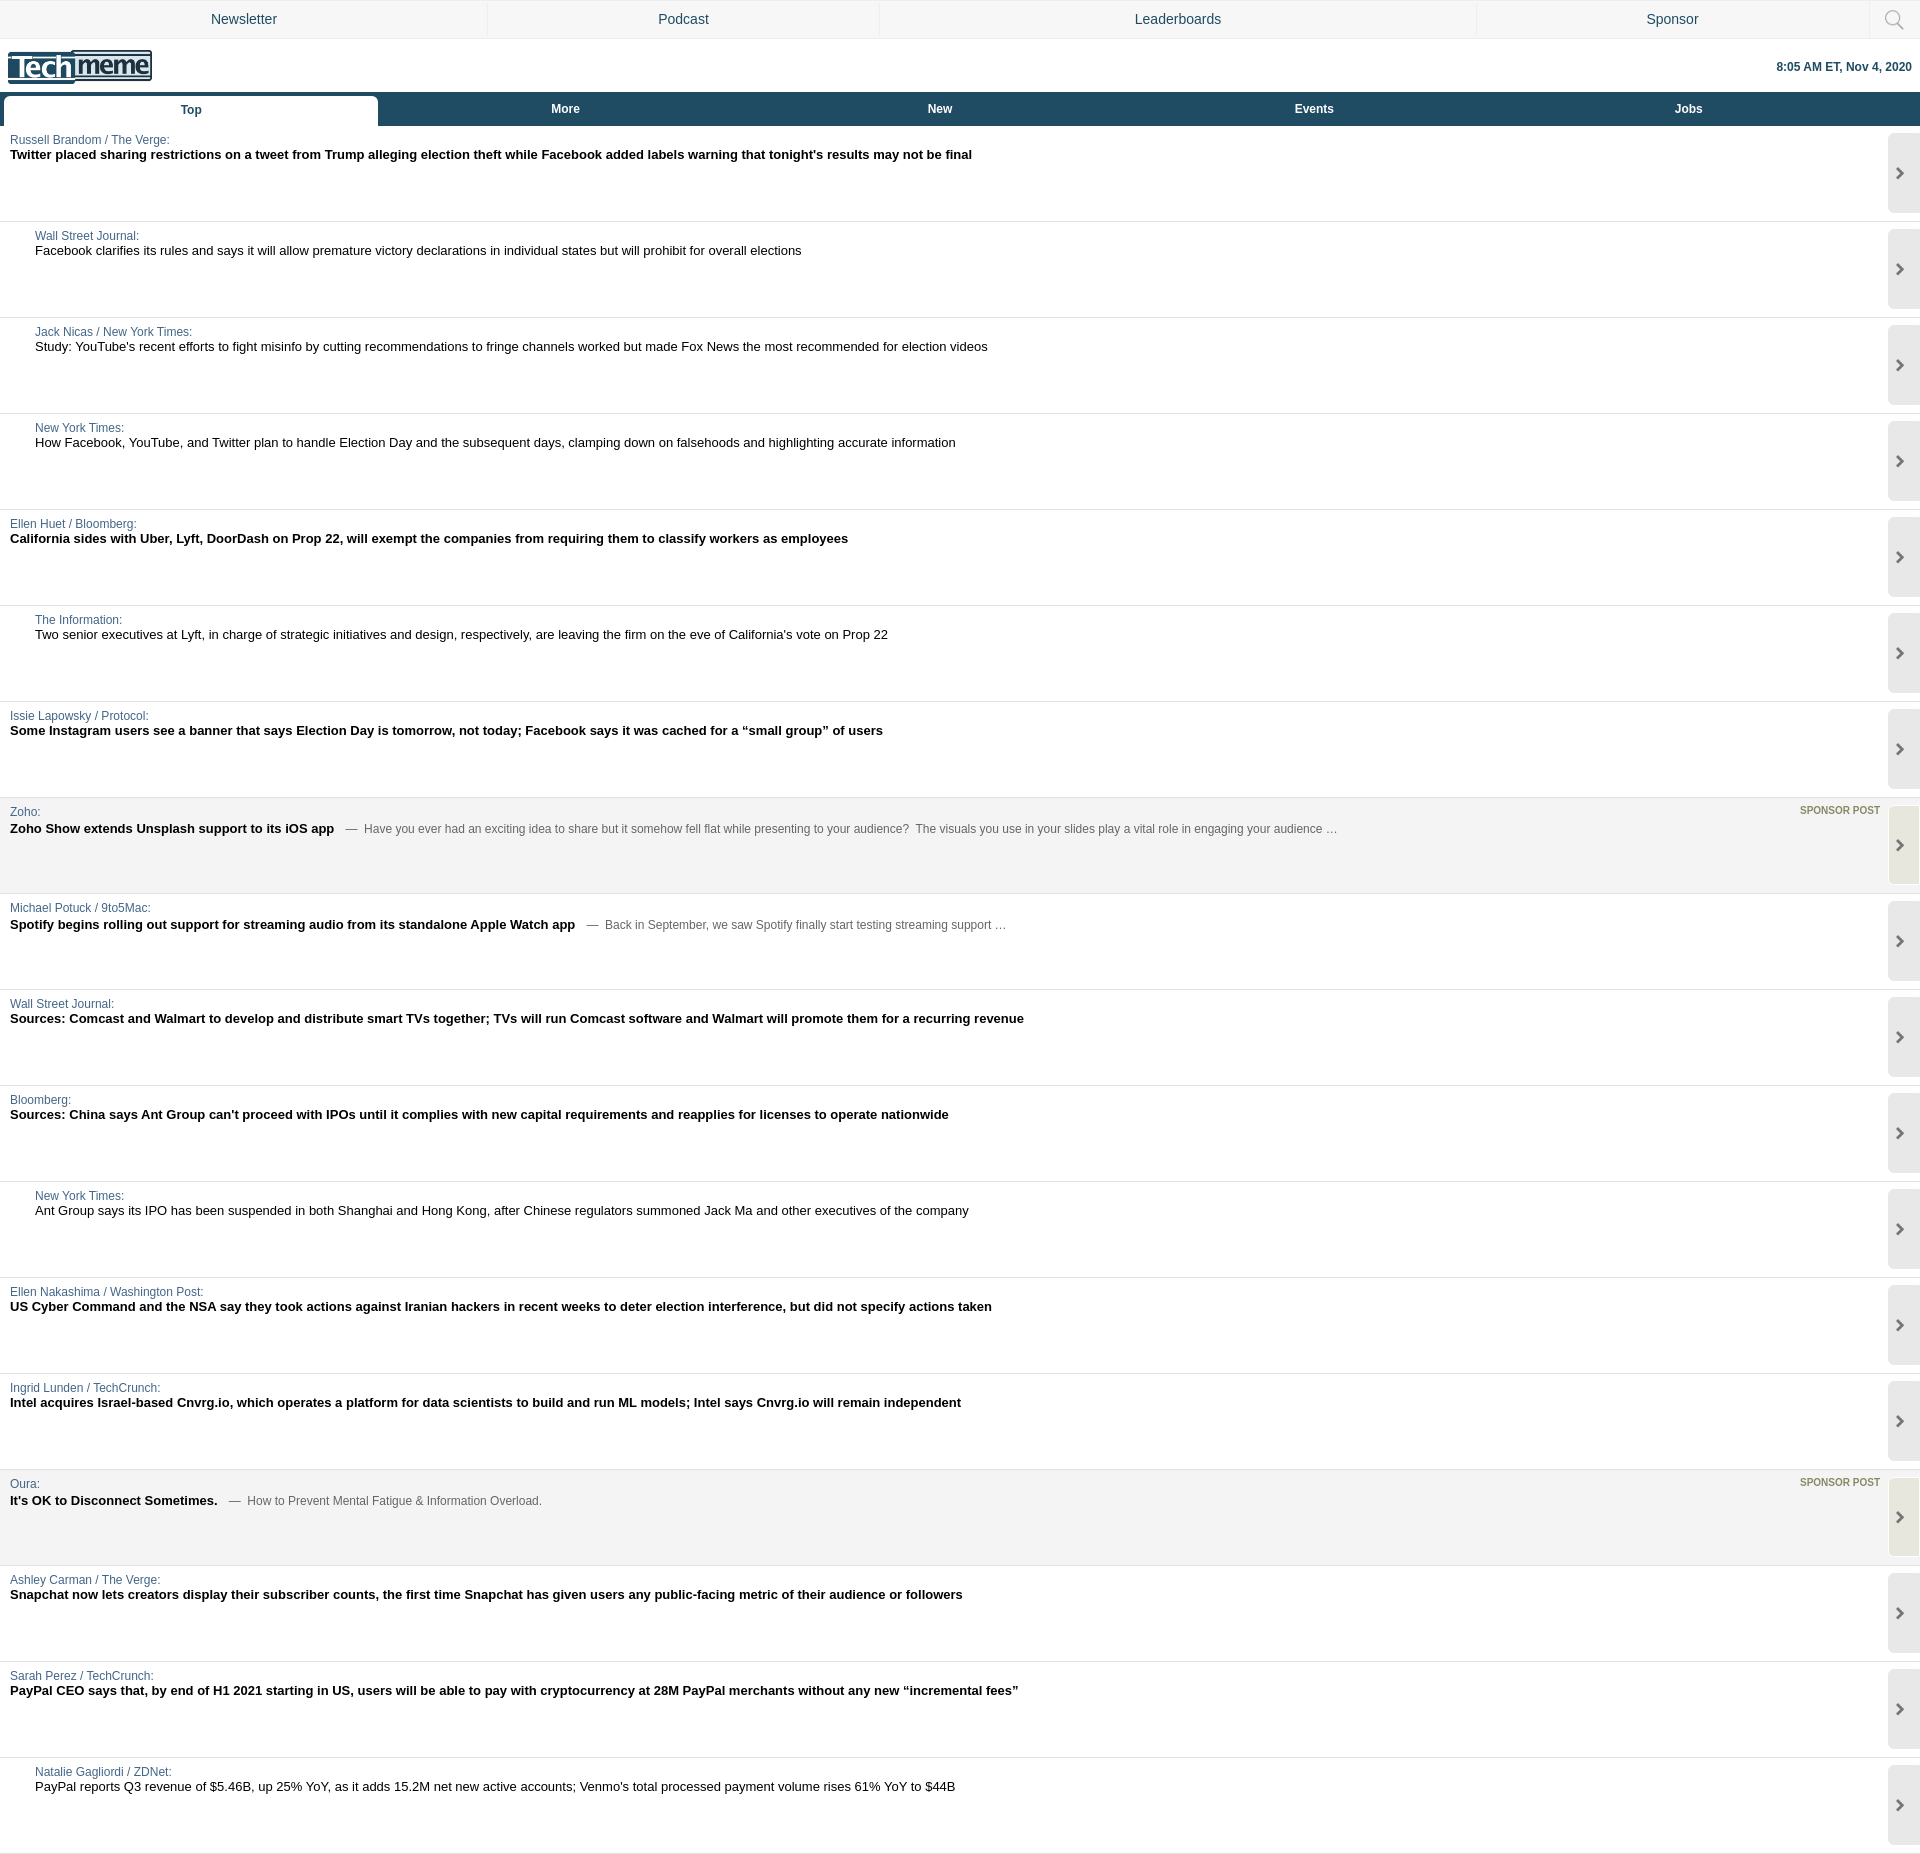 Newsletter
Podcast
Leaderboards
Sponsor
Techmeme
8:05 AM ET, Nov 4, 2020
Top
More
New
Events
Jobs
Russell Brandom / The Verge:
Twitter placed sharing restrictions on a tweet from Trump alleging election theft while Facebook added labels warning that tonight's results may not be final
Wall Street Journal:
Facebook clarifies its rules and says it will allow premature victory declarations in individual states but will prohibit for overall elections
Jack Nicas / New York Times:
Study: YouTube's recent efforts to fight misinfo by cutting recommendations to fringe channels worked but made Fox News the most recommended for election videos
New York Times:
How Facebook, YouTube, and Twitter plan to handle Election Day and the subsequent days, clamping down on falsehoods and highlighting accurate information
Ellen Huet / Bloomberg:
California sides with Uber, Lyft, DoorDash on Prop 22, will exempt the companies from requiring them to classify workers as employees
The Information:
Two senior executives at Lyft, in charge of strategic initiatives and design, respectively, are leaving the firm on the eve of California's vote on Prop 22
Issie Lapowsky / Protocol:
Some Instagram users see a banner that says Election Day is tomorrow, not today; Facebook says it was cached for a “small group” of users
Zoho:
SPONSOR POST
Zoho Show extends Unsplash support to its iOS app — Have you ever had an exciting idea to share but it somehow fell flat while presenting to your audience? The visuals you use in your slides play a vital role in engaging your audience …
Michael Potuck / 9to5Mac:
Spotify begins rolling out support for streaming audio from its standalone Apple Watch app — Back in September, we saw Spotify finally start testing streaming support …
Wall Street Journal:
Sources: Comcast and Walmart to develop and distribute smart TVs together; TVs will run Comcast software and Walmart will promote them for a recurring revenue
Bloomberg:
Sources: China says Ant Group can't proceed with IPOs until it complies with new capital requirements and reapplies for licenses to operate nationwide
New York Times:
Ant Group says its IPO has been suspended in both Shanghai and Hong Kong, after Chinese regulators summoned Jack Ma and other executives of the company
Ellen Nakashima / Washington Post:
US Cyber Command and the NSA say they took actions against Iranian hackers in recent weeks to deter election interference, but did not specify actions taken
Ingrid Lunden / TechCrunch:
Intel acquires Israel-based Cnvrg.io, which operates a platform for data scientists to build and run ML models; Intel says Cnvrg.io will remain independent
Oura:
SPONSOR POST
It's OK to Disconnect Sometimes. — How to Prevent Mental Fatigue & Information Overload.
Ashley Carman / The Verge:
Snapchat now lets creators display their subscriber counts, the first time Snapchat has given users any public-facing metric of their audience or followers
Sarah Perez / TechCrunch:
PayPal CEO says that, by end of H1 2021 starting in US, users will be able to pay with cryptocurrency at 28M PayPal merchants without any new “incremental fees”
Natalie Gagliordi / ZDNet:
PayPal reports Q3 revenue of $5.46B, up 25% YoY, as it adds 15.2M net new active accounts; Venmo's total processed payment volume rises 61% YoY to $44B